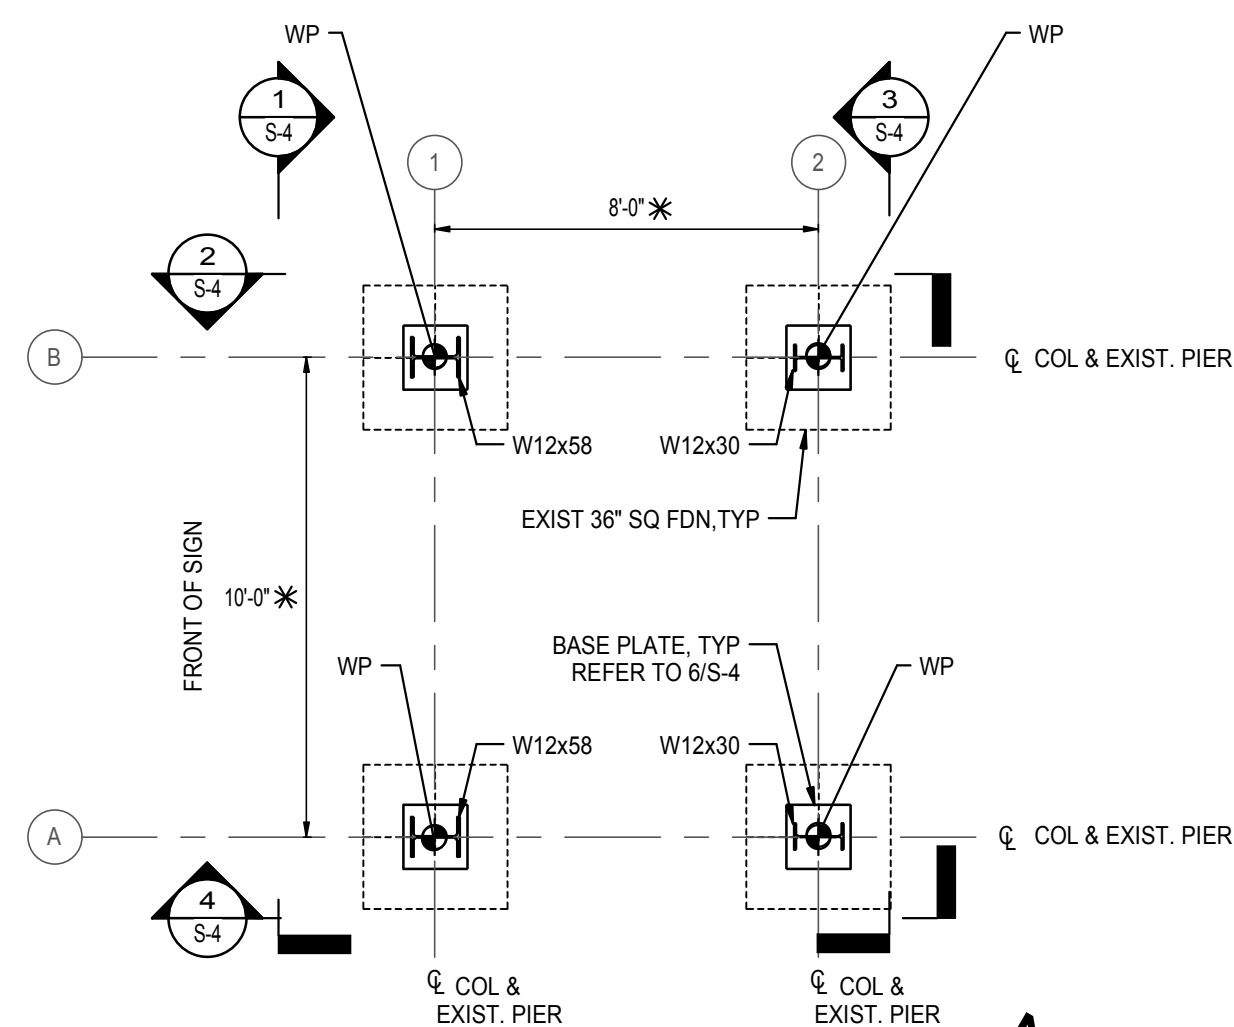 WP
WP
1
S-4
3
S-4
1
2
8'-0"
2
S-4
B
℄ COL & EXIST. PIER
W12x58
W12x30
EXIST 36" SQ FDN,TYP
FRONT OF SIGN
10'-0"
BASE PLATE, TYP
REFER TO 6/S-4
WP
WP
W12x58
W12x30
A
℄ COL & EXIST. PIER
4
S-4
℄ COL &
EXIST. PIER
℄ COL &
EXIST. PIER